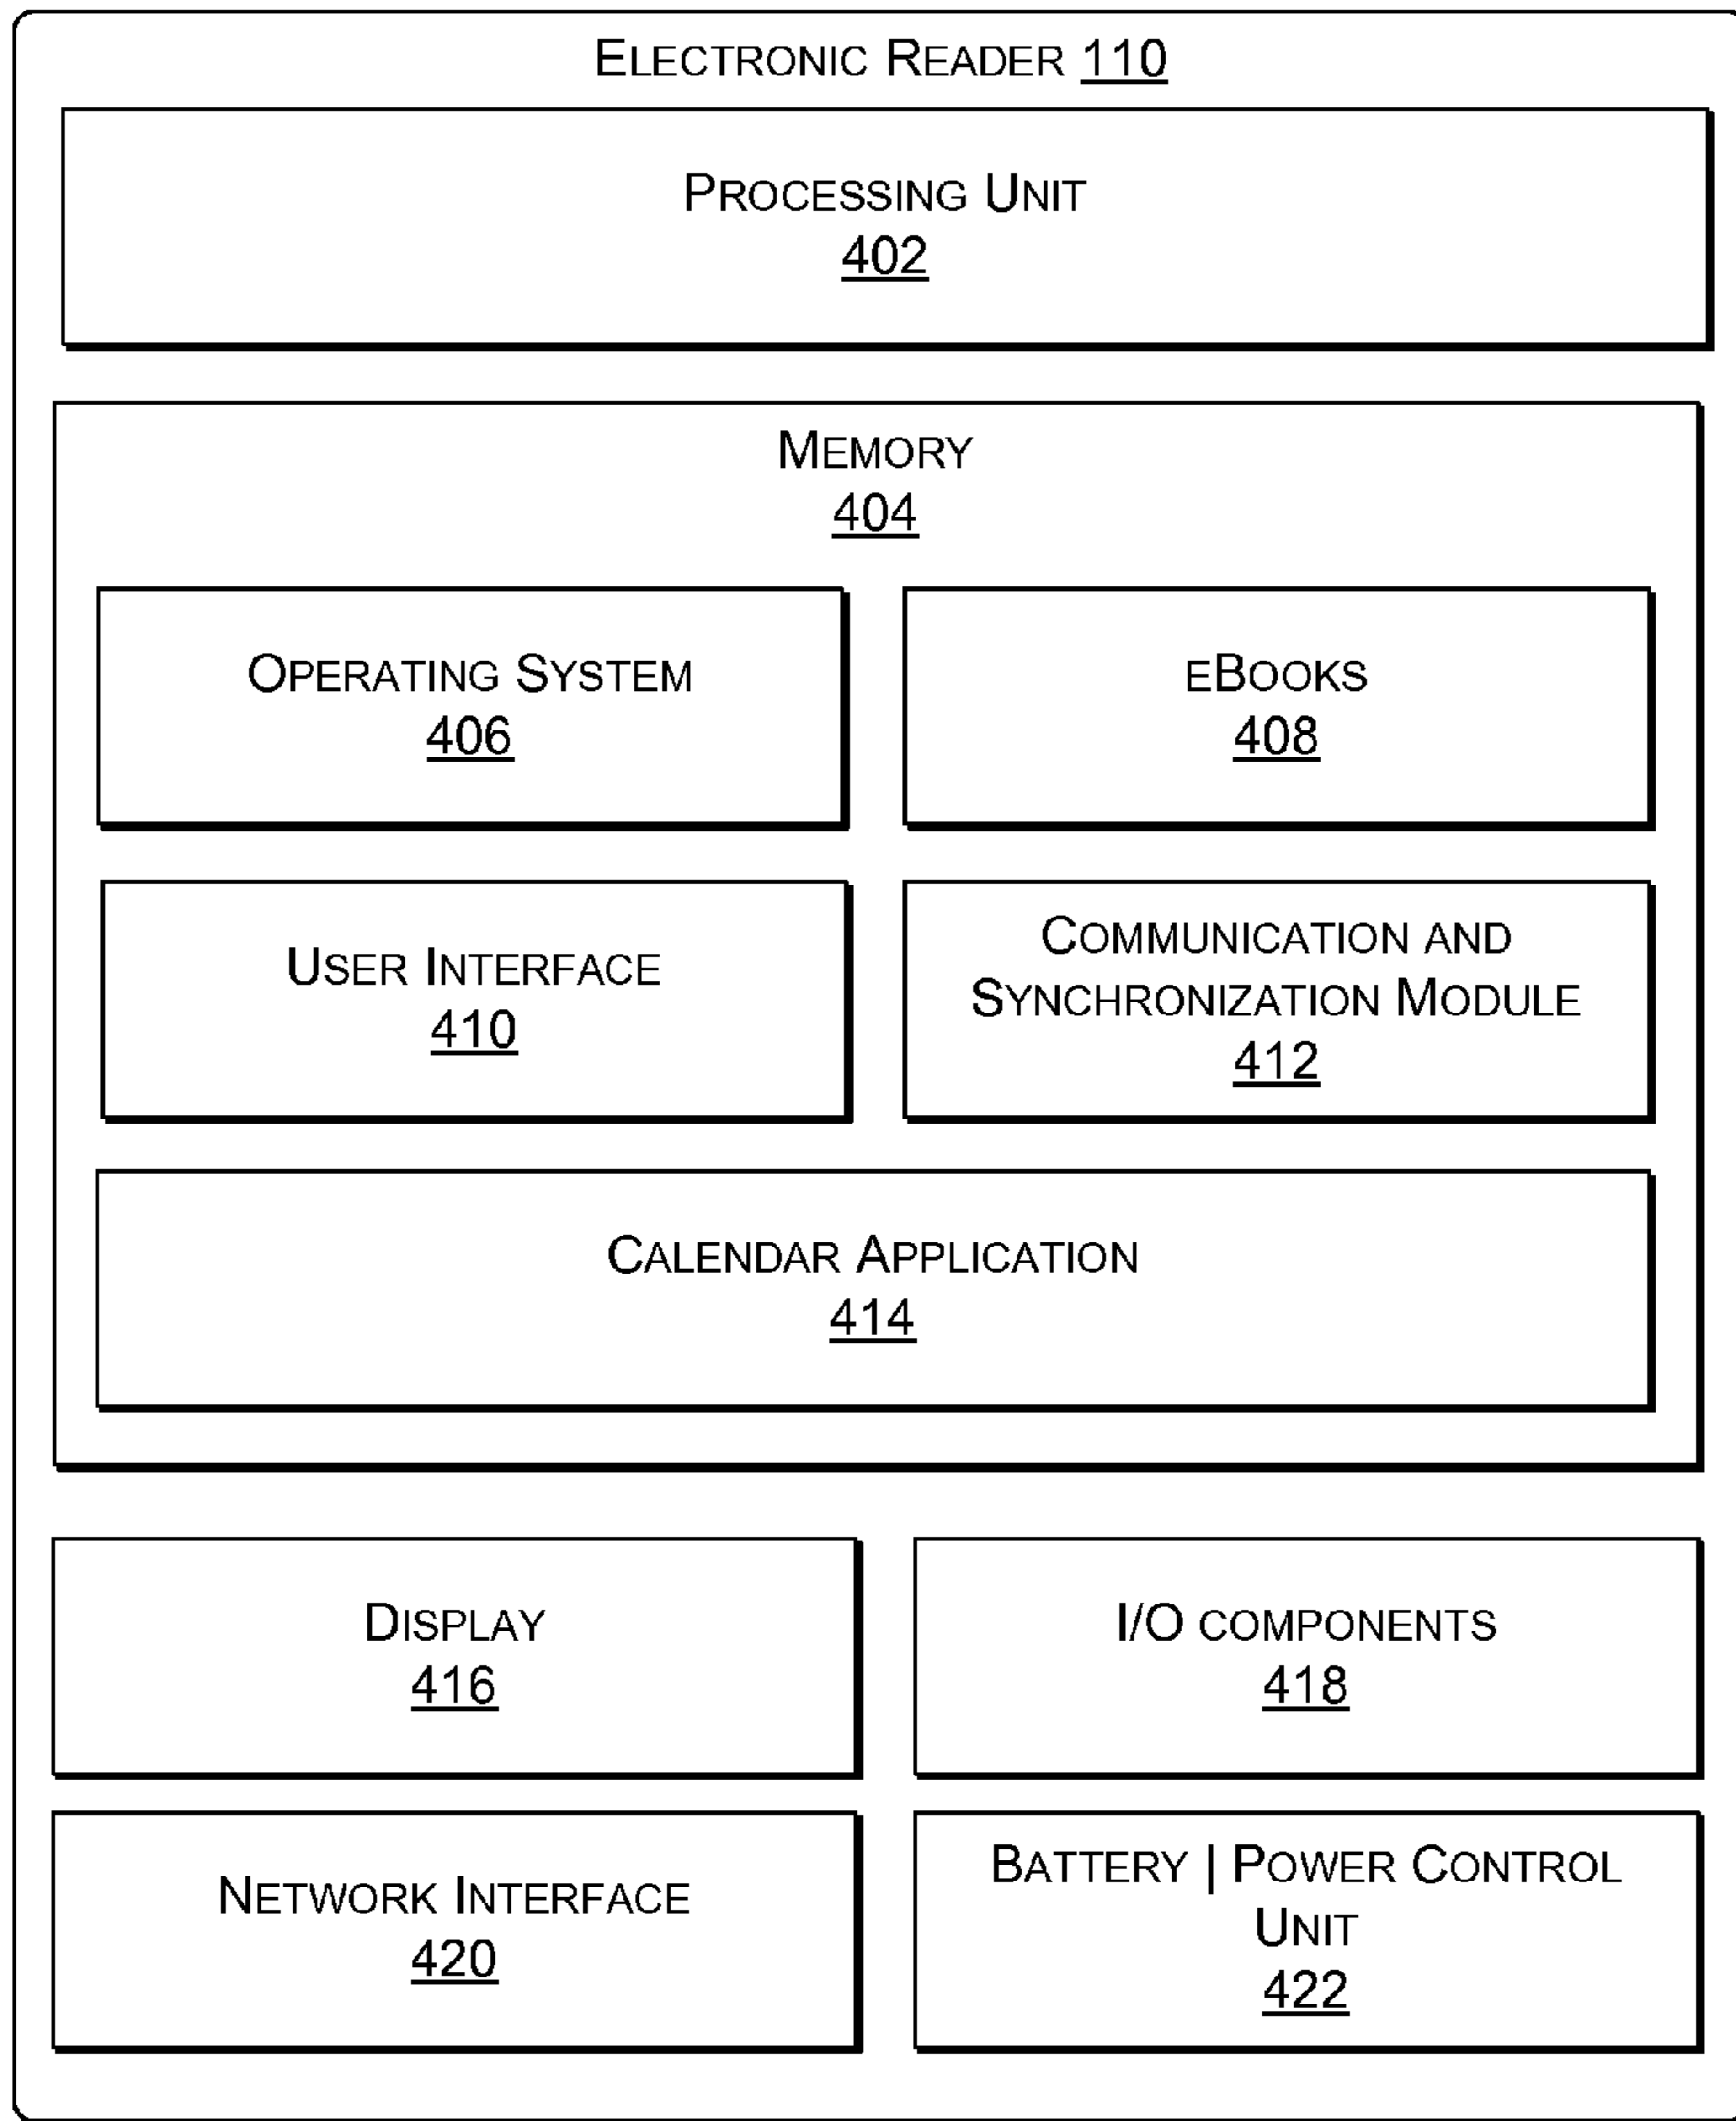 ELECTRONIC READER 110
PROCESSING UNIT
402
MEMORY
404
OPERATING SYSTEM
406
EBOOKS
408
USER INTERFACE
410
COMMUNICATION AND
SYNCHRONIZATION MODULE
412
CALENDAR APPLICATION
414
DISPLAY
416
I/O COMPONENTS
418
NETWORK INTERFACE
420
BATTERY | POWER CONTROL
UNIT
422